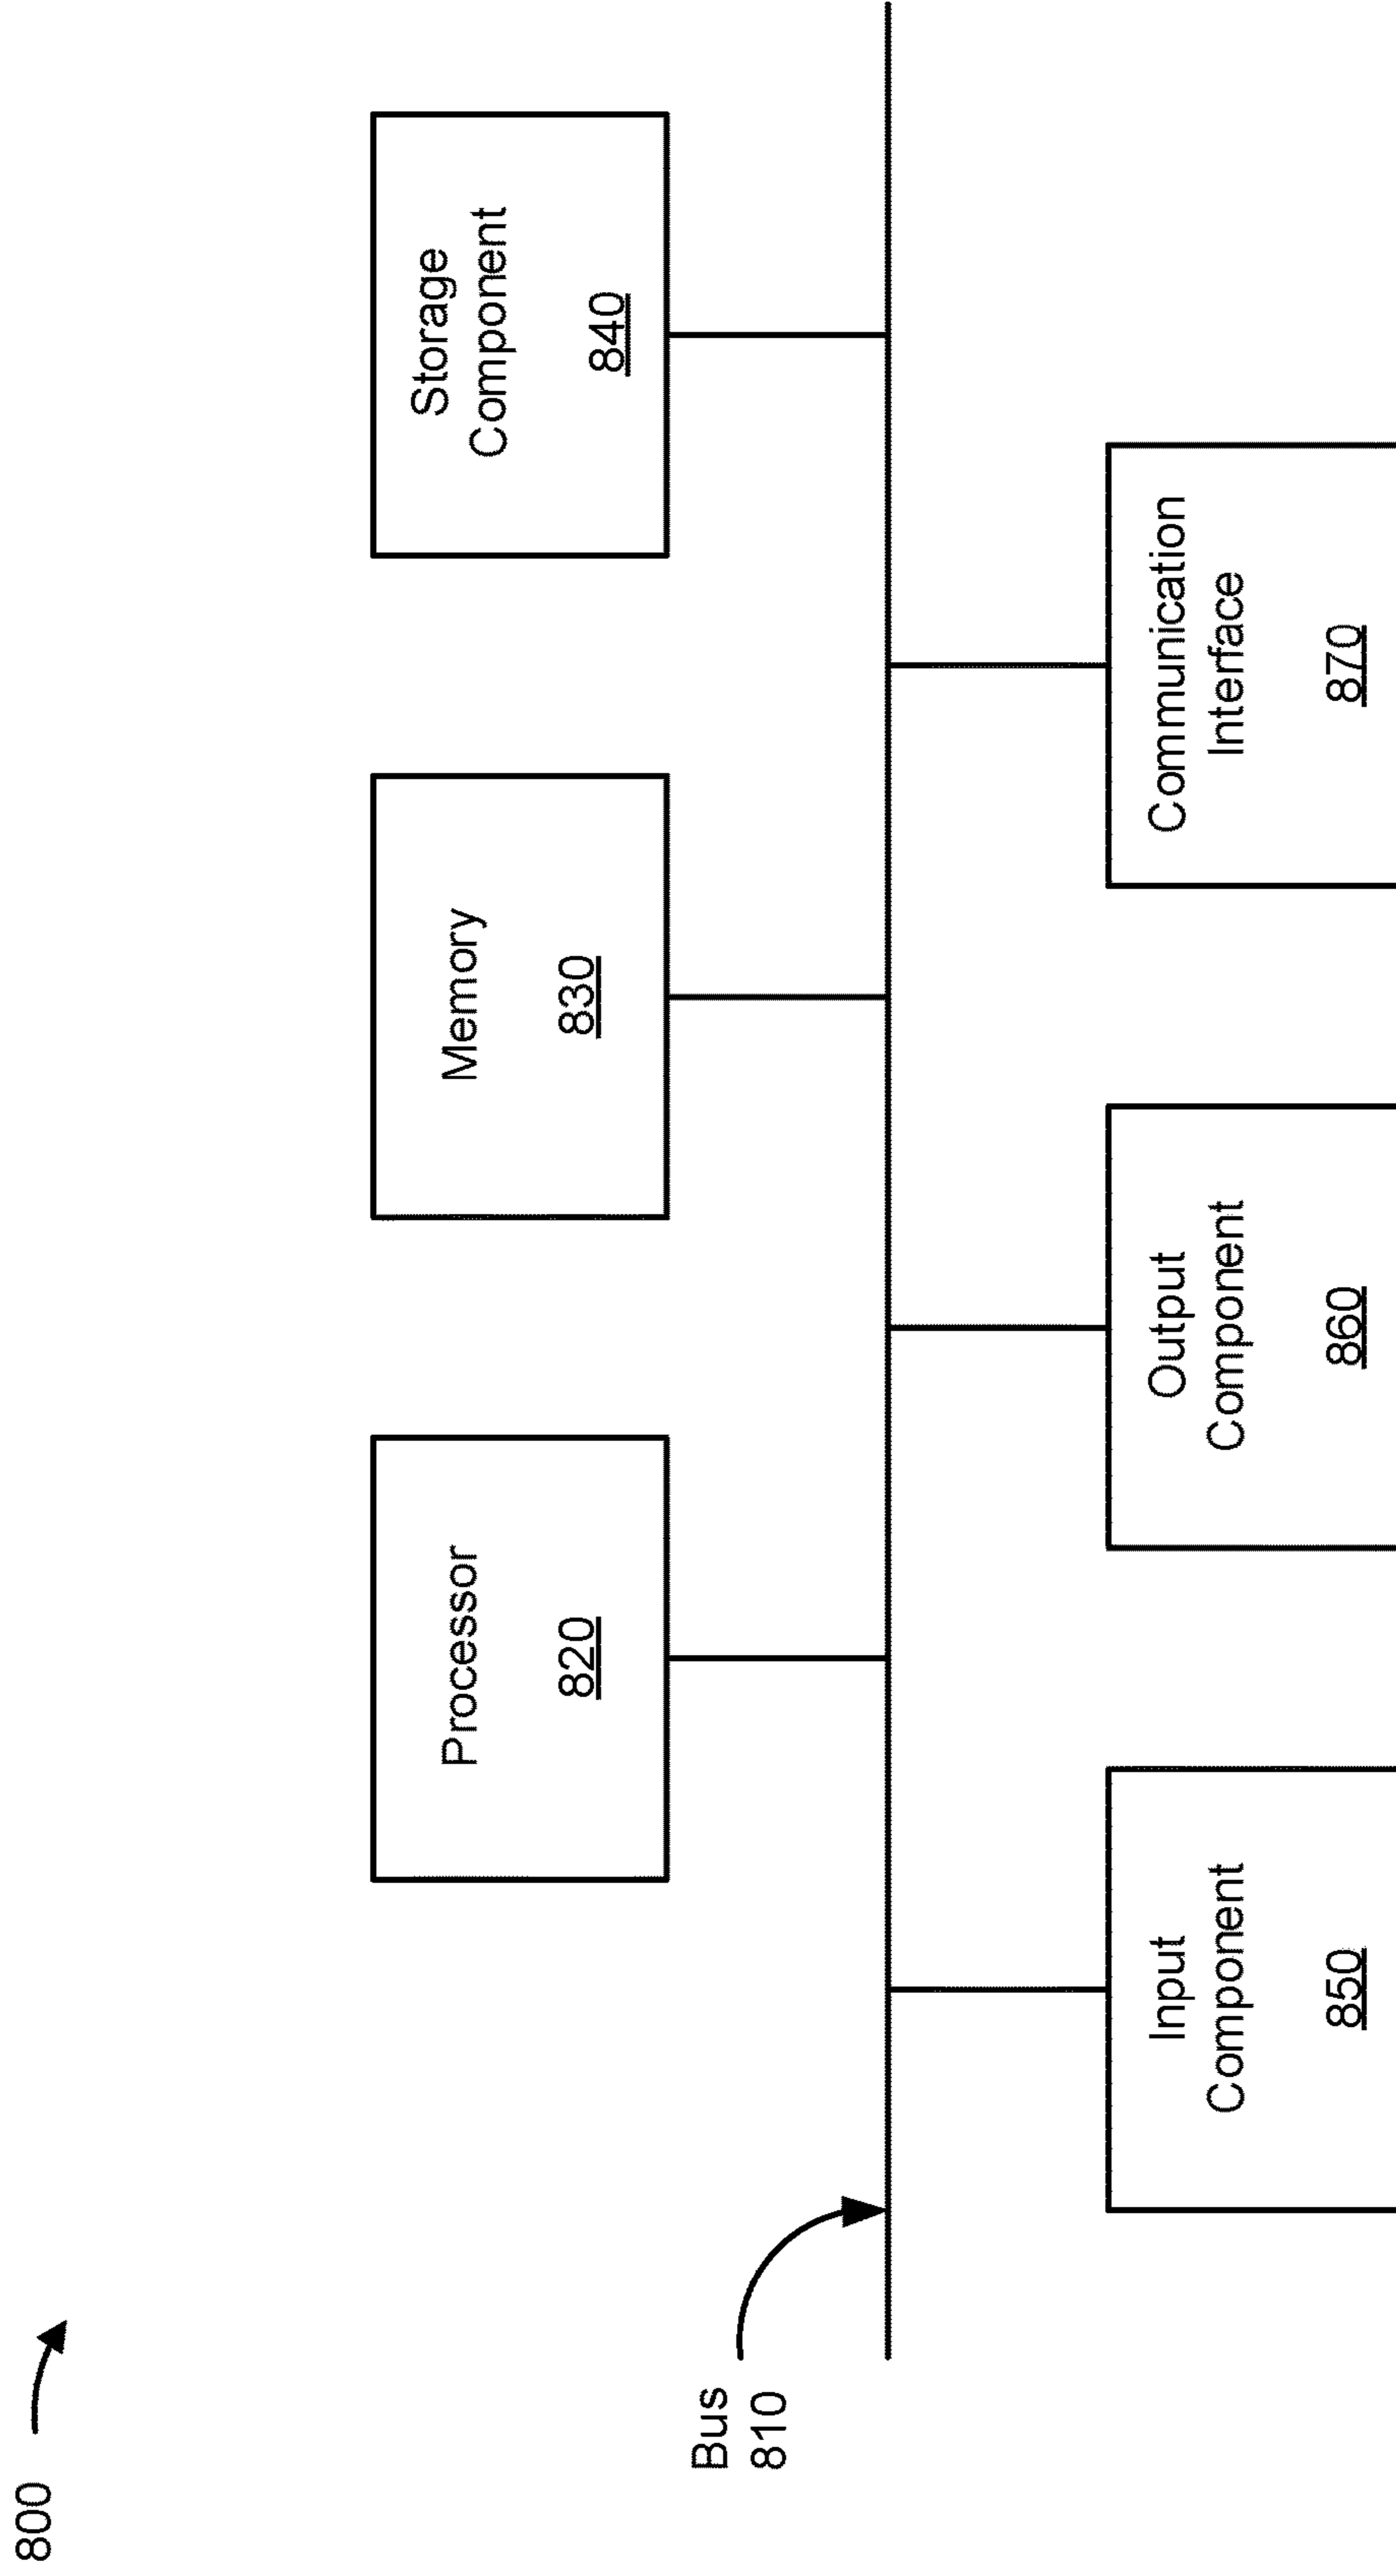 800
Processor
820
Memory
830
Storage
Component
840
Bus
810
Input
Component
850
Output
Component
860
Communication
Interface
870